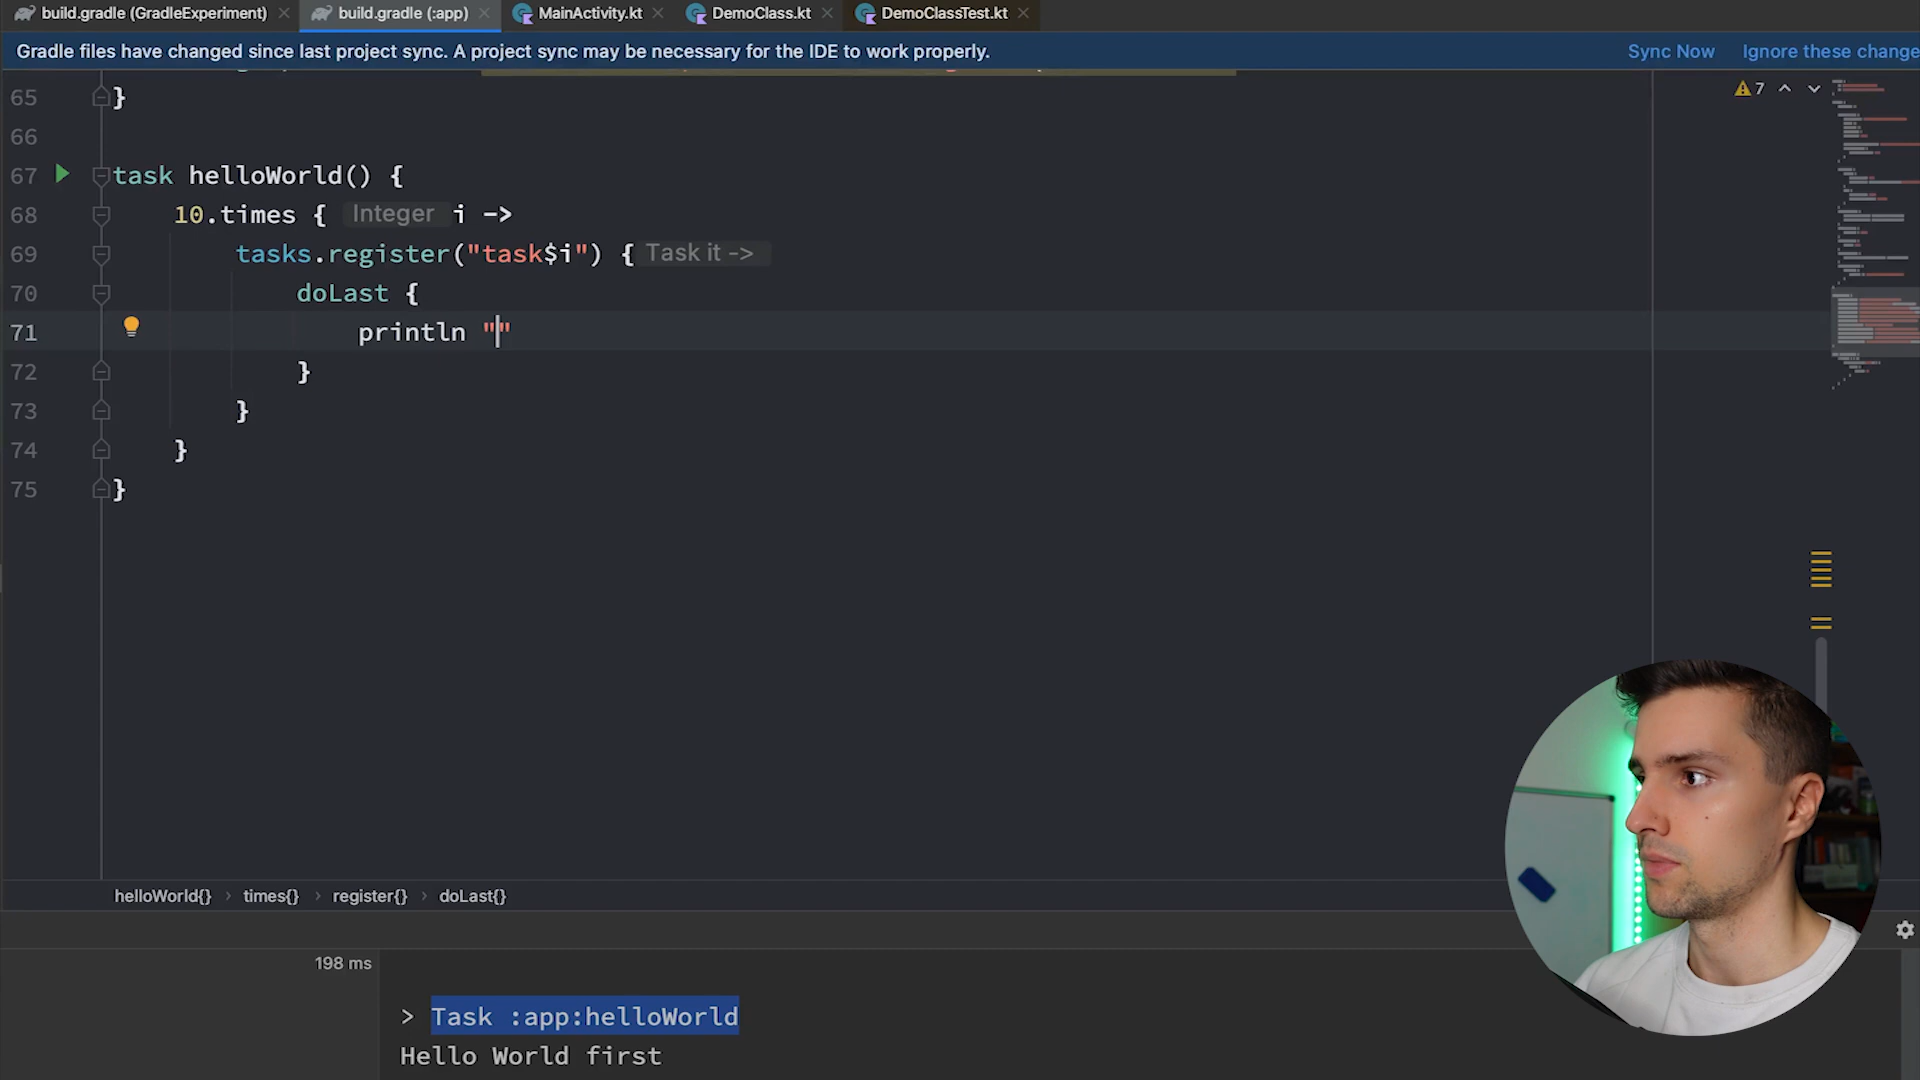 build.gradle (GradleExperiment)
build.gradle (:app)
MainActivity.kt
DemoClass.kt
DemoClassTest.kt
Gradle files have changed since last project sync. A project sync may be necessary for the IDE to work properly.
Sync Now
Ignore these change
65 }
66
67 task helloWorld() {
68 10.times { Integer i ->
69 tasks.register("task$i") { Task it ->
70 doLast {
71 println ""
72 }
73 }
74 }
75 }
7
helloWorld{} › times{} › register{} › doLast{}
198 ms
> Task :app:helloWorld
Hello World first